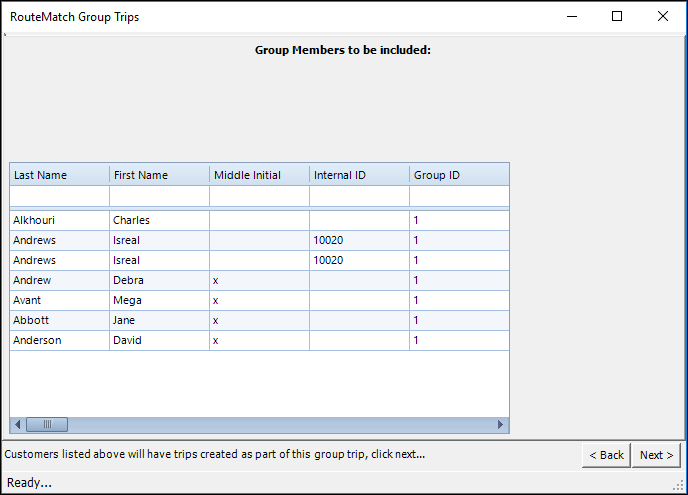 RouteMatch Group Trips
Group Members to be included:
Last Name First Name Middle Initial Internal ID Group ID
Alkhouri Charles 1
Andrews Isreal 10020 1
Andrews Isreal 10020 1
Andrew Debra x 1
Avant Mega x 1
Abbott Jane x 1
Anderson David x 1
Customers listed above will have trips created as part of this group trip, click next... < Back Next >
Ready...